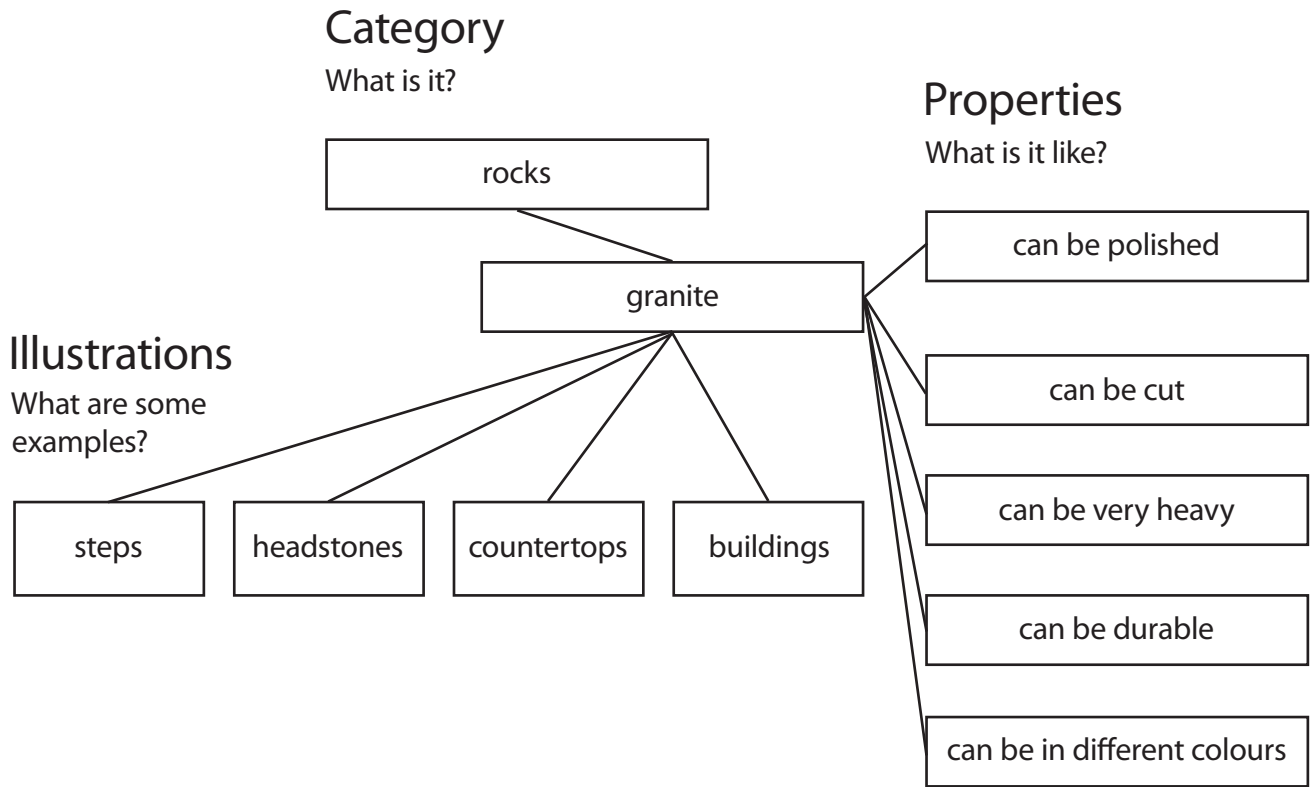 Category
What is it?
rocks
granite
Properties
What is it like?
can be polished
can be cut
can be very heavy
can be durable
can be in different colours
Illustrations
What are some
examples?
steps
headstones
countertops
buildings